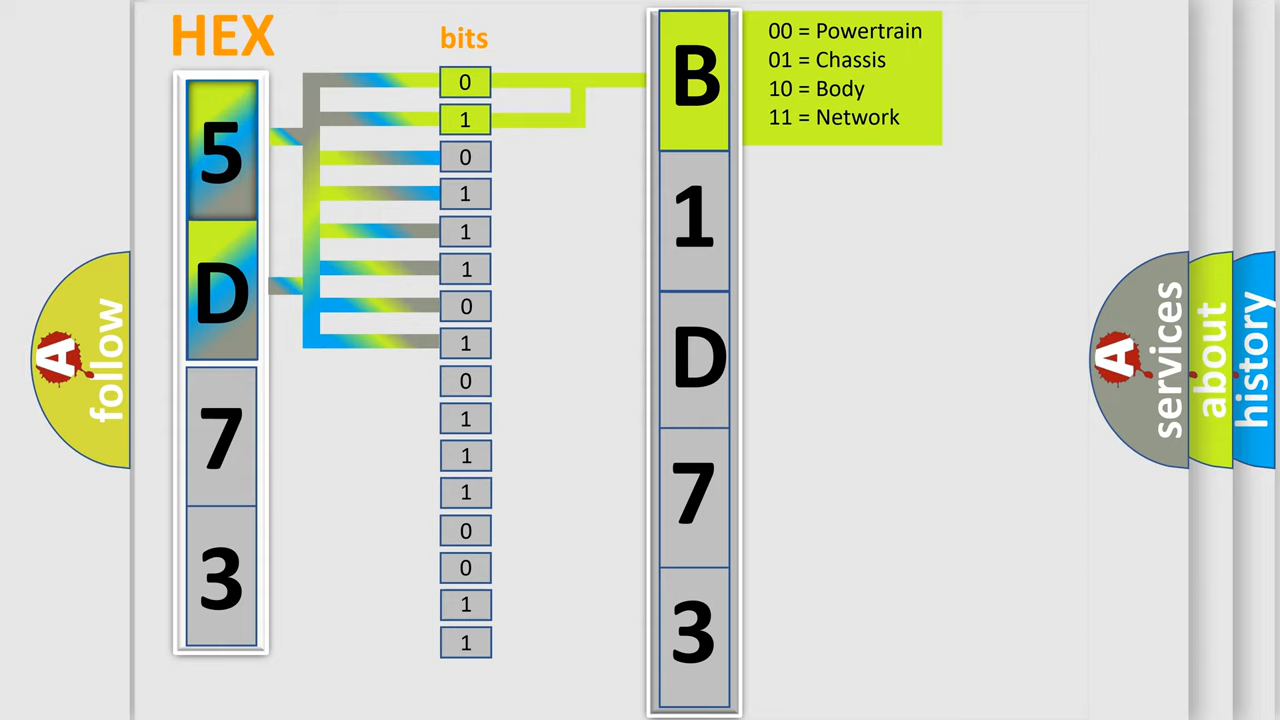 HEX
bits
5
D
7
3
0
1
0
1
1
1
0
1
0
1
1
1
0
0
1
1
B
1
D
7
3
00 = Powertrain
01 = Chassis
10 = Body
11 = Network
A
follow
A
services
about
history